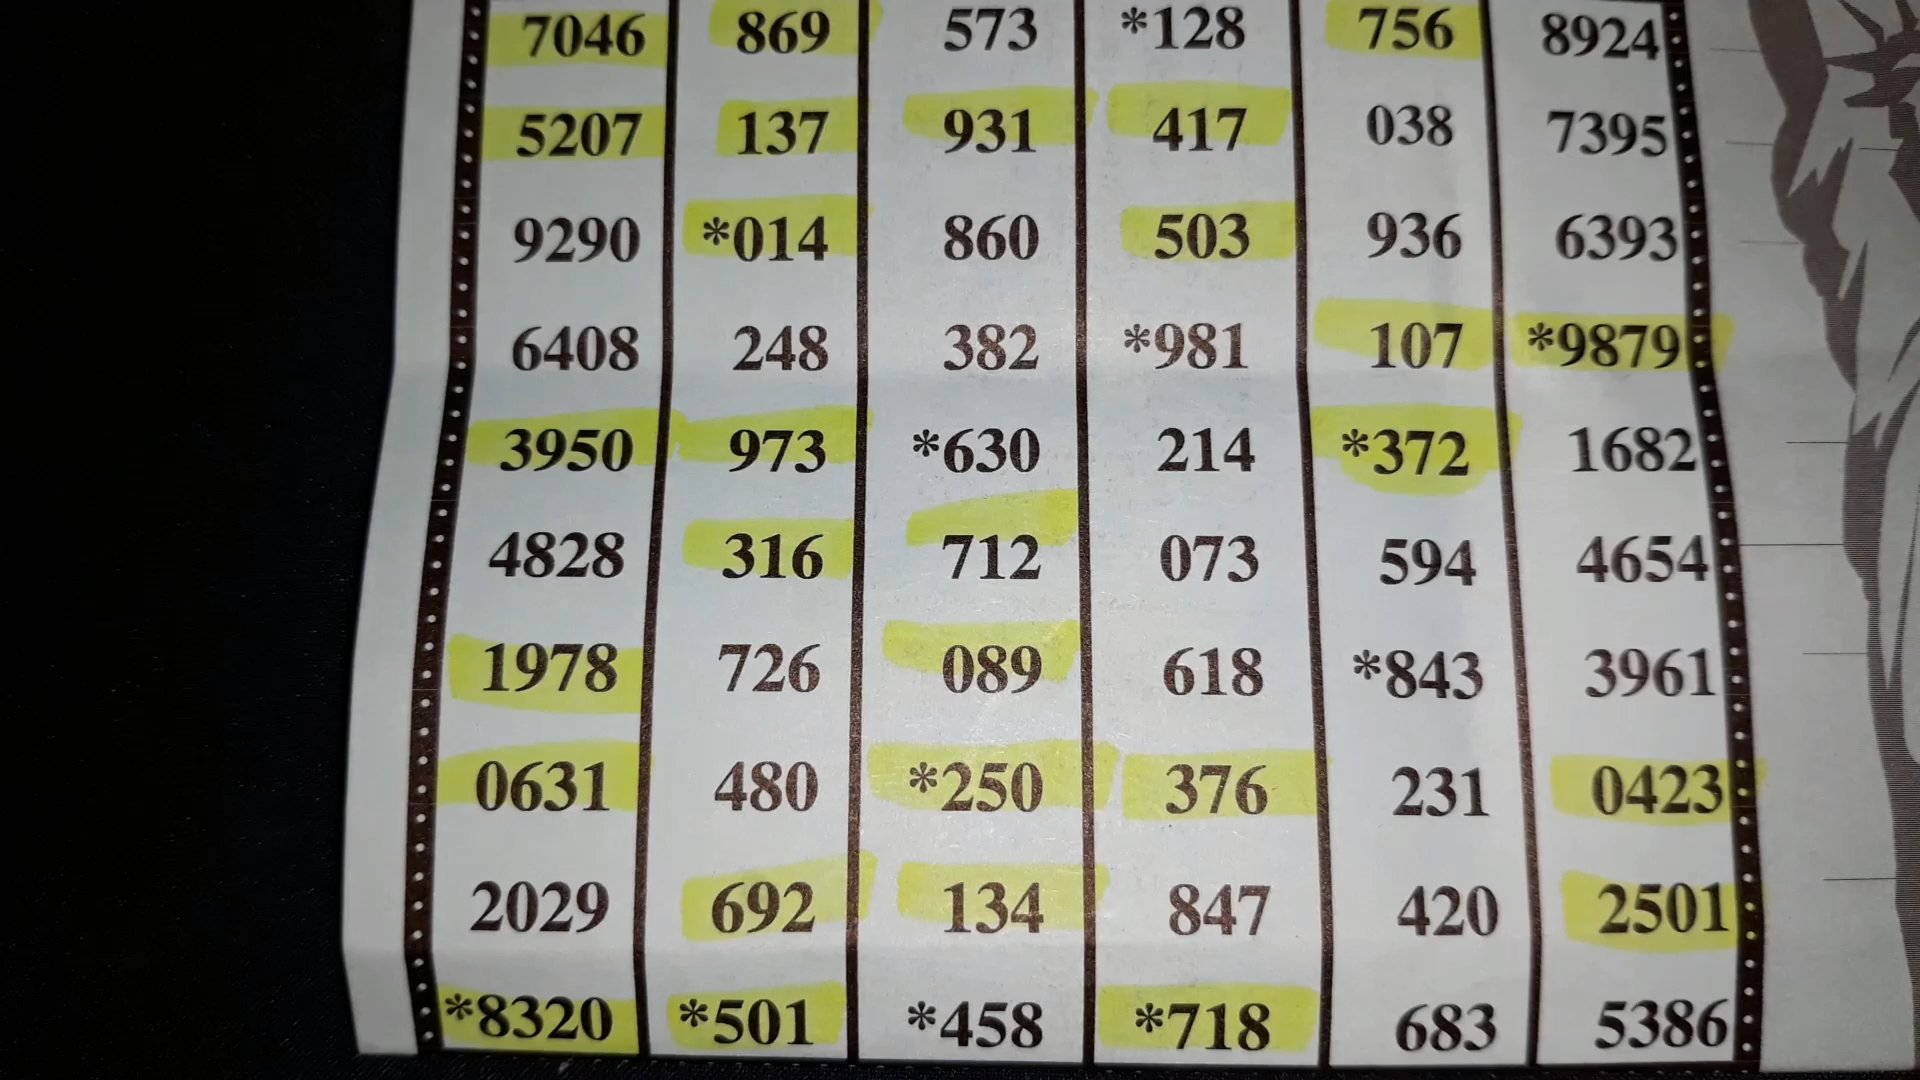 7046 869 573 *128 756 8924
5207 137 931 417 038 7395
9290 *014 860 503 936 6393
6408 248 382 *981 107 *9879
3950 973 *630 214 *372 1682
4828 316 712 073 594 4654
1978 726 089 618 *843 3961
0631 480 *250 376 231 0423
2029 692 134 847 420 2501
*8320 *501 *458 *718 683 5386